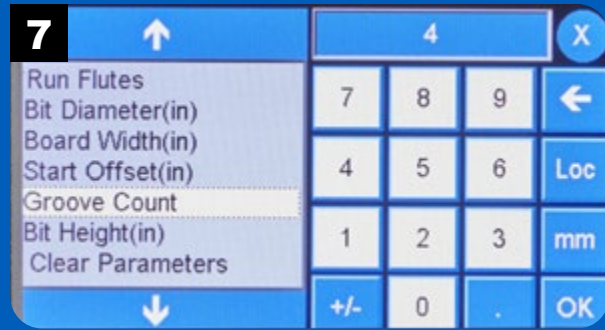 7
4
X
Run Flutes
Bit Diameter(in)
Board Width(in)
Start Offset(in)
Groove Count
Bit Height(in)
Clear Parameters
7 8 9
4 5 6 Loc
1 2 3 mm
+/- 0 . OK